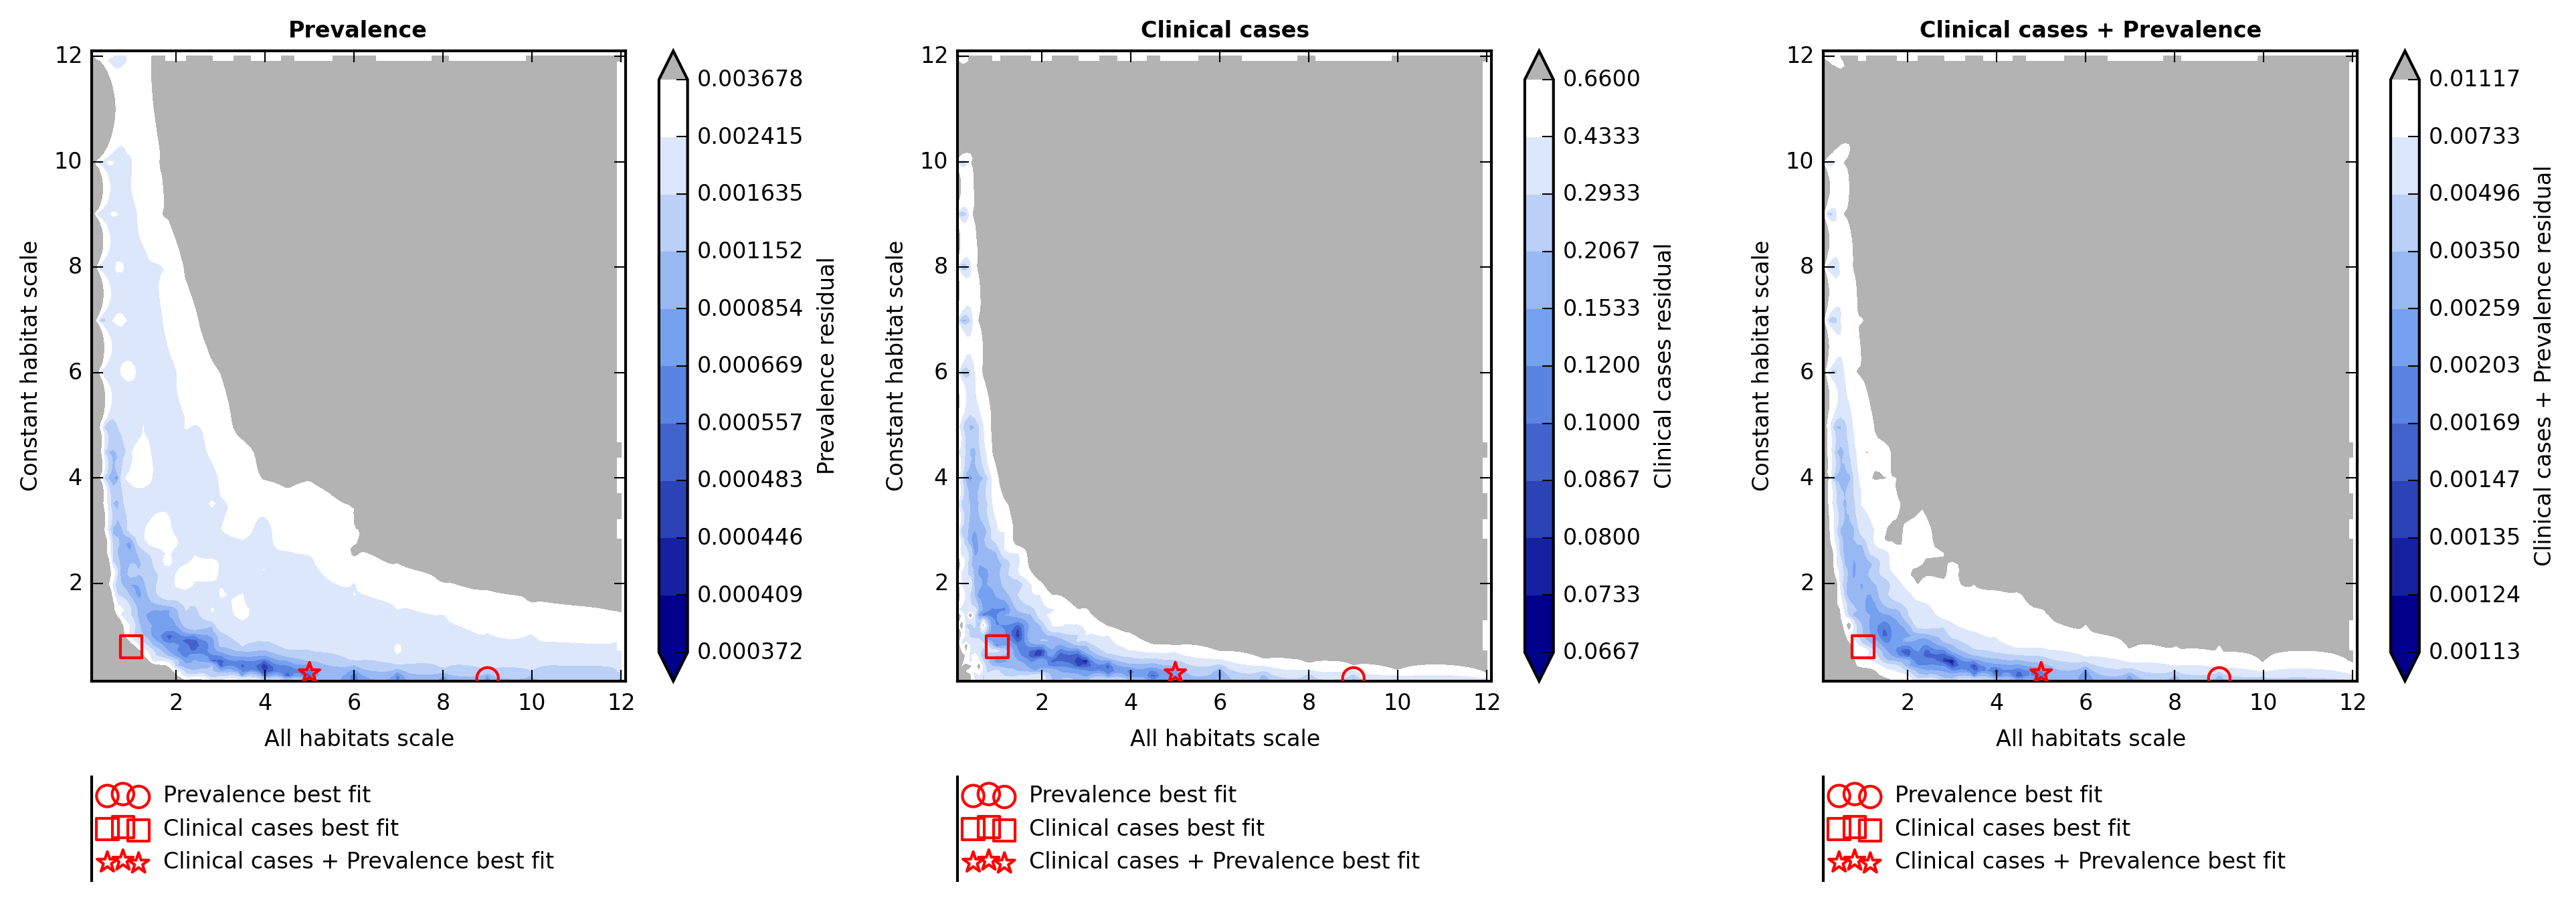 Prevalence
Constant habitat scale
12
10
8
6
4
2
2 4 6 8 10 12
All habitats scale
0.003678
0.002415
0.001635
0.001152
0.000854
0.000669
0.000557
0.000483
0.000446
0.000409
0.000372
Prevalence residual
Prevalence best fit
Clinical cases best fit
Clinical cases + Prevalence best fit
Clinical cases
Constant habitat scale
12
10
8
6
4
2
2 4 6 8 10 12
All habitats scale
0.6600
0.4333
0.2933
0.2067
0.1533
0.1200
0.1000
0.0867
0.0800
0.0733
0.0667
Clinical cases residual
Prevalence best fit
Clinical cases best fit
Clinical cases + Prevalence best fit
Clinical cases + Prevalence
Constant habitat scale
12
10
8
6
4
2
2 4 6 8 10 12
All habitats scale
0.01117
0.00733
0.00496
0.00350
0.00259
0.00203
0.00169
0.00147
0.00135
0.00124
0.00113
Clinical cases + Prevalence residual
Prevalence best fit
Clinical cases best fit
Clinical cases + Prevalence best fit